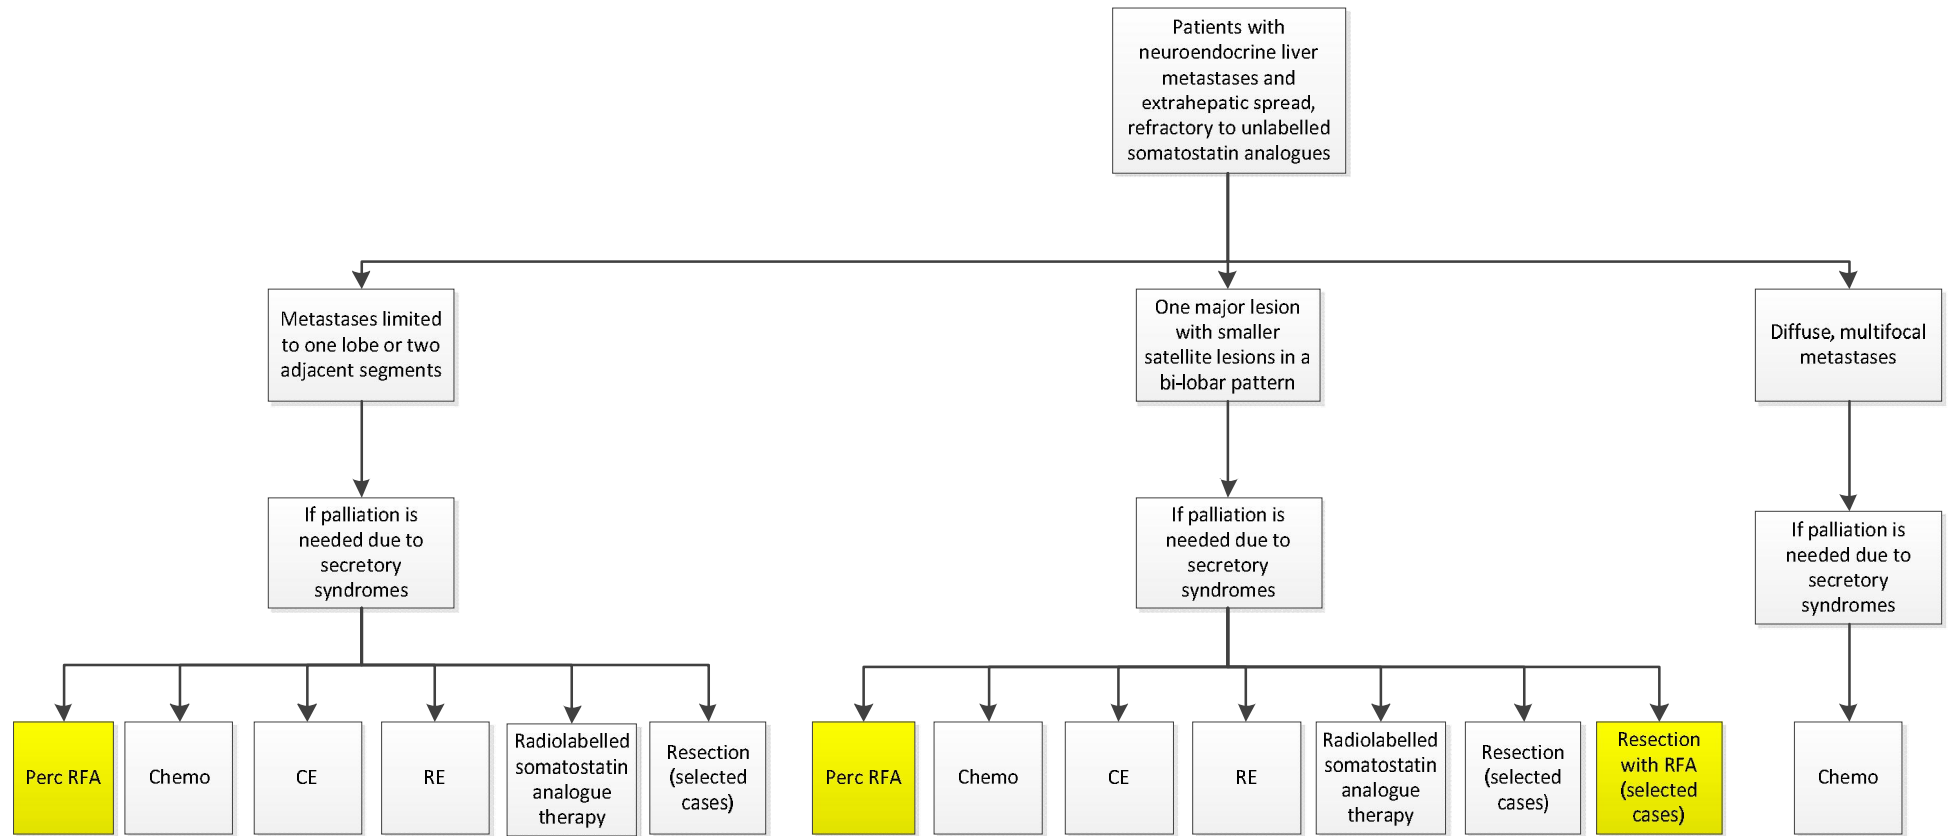 Patients with
neuroendocrine liver
metastases and
extrahepatic spread,
refractory to unlabelled
somatostatin analogues
Metastases limited
to one lobe or two
adjacent segments
One major lesion
with smaller
satellite lesions in a
bi-lobar pattern
Diffuse, multifocal
metastases
If palliation is
needed due to
secretory
syndromes
If palliation is
needed due to
secretory
syndromes
If palliation is
needed due to
secretory
syndromes
Perc RFA
Chemo
CE
RE
Radiolabelled
somatostatin
analogue
therapy
Resection
(selected
cases)
Perc RFA
Chemo
CE
RE
Radiolabelled
somatostatin
analogue
therapy
Resection
(selected
cases)
Resection
with RFA
(selected
cases)
Chemo